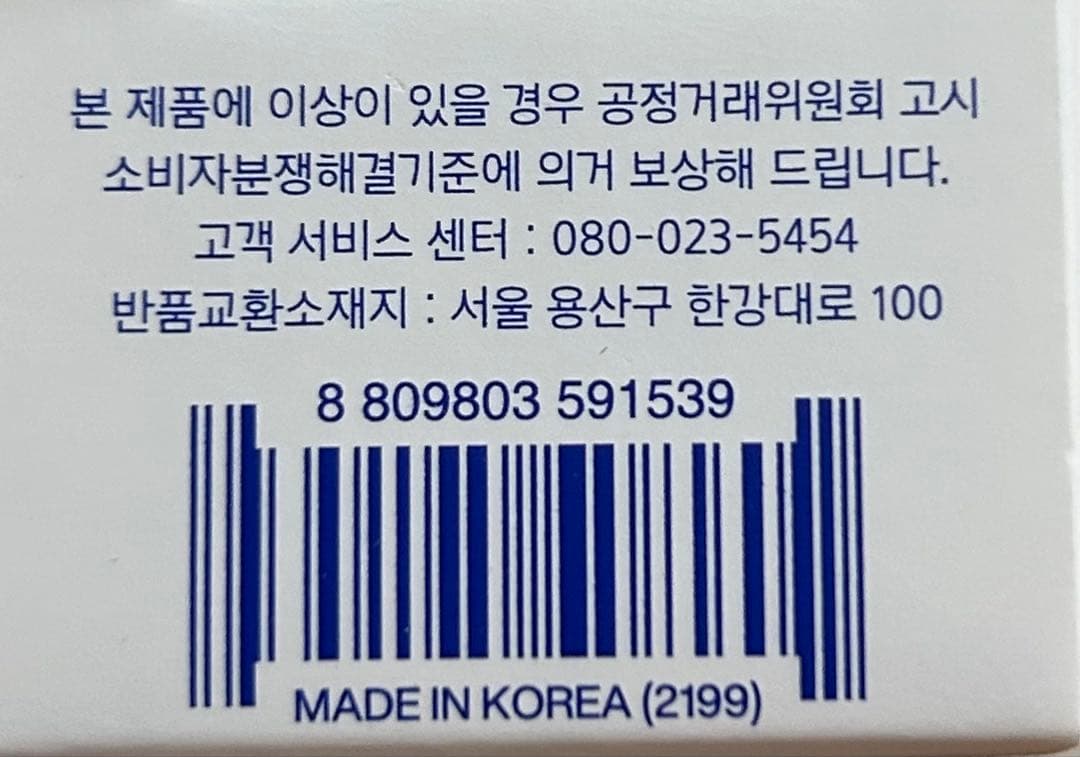 본 제품에 이상이 있을 경우 공정거래위원회 고시
소비자분쟁해결기준에 의거 보상해 드립니다.
고객 서비스 센터 : 080-023-5454
반품교환소재지 : 서울 용산구 한강대로 100
8 809803 591539
MADE IN KOREA (2199)